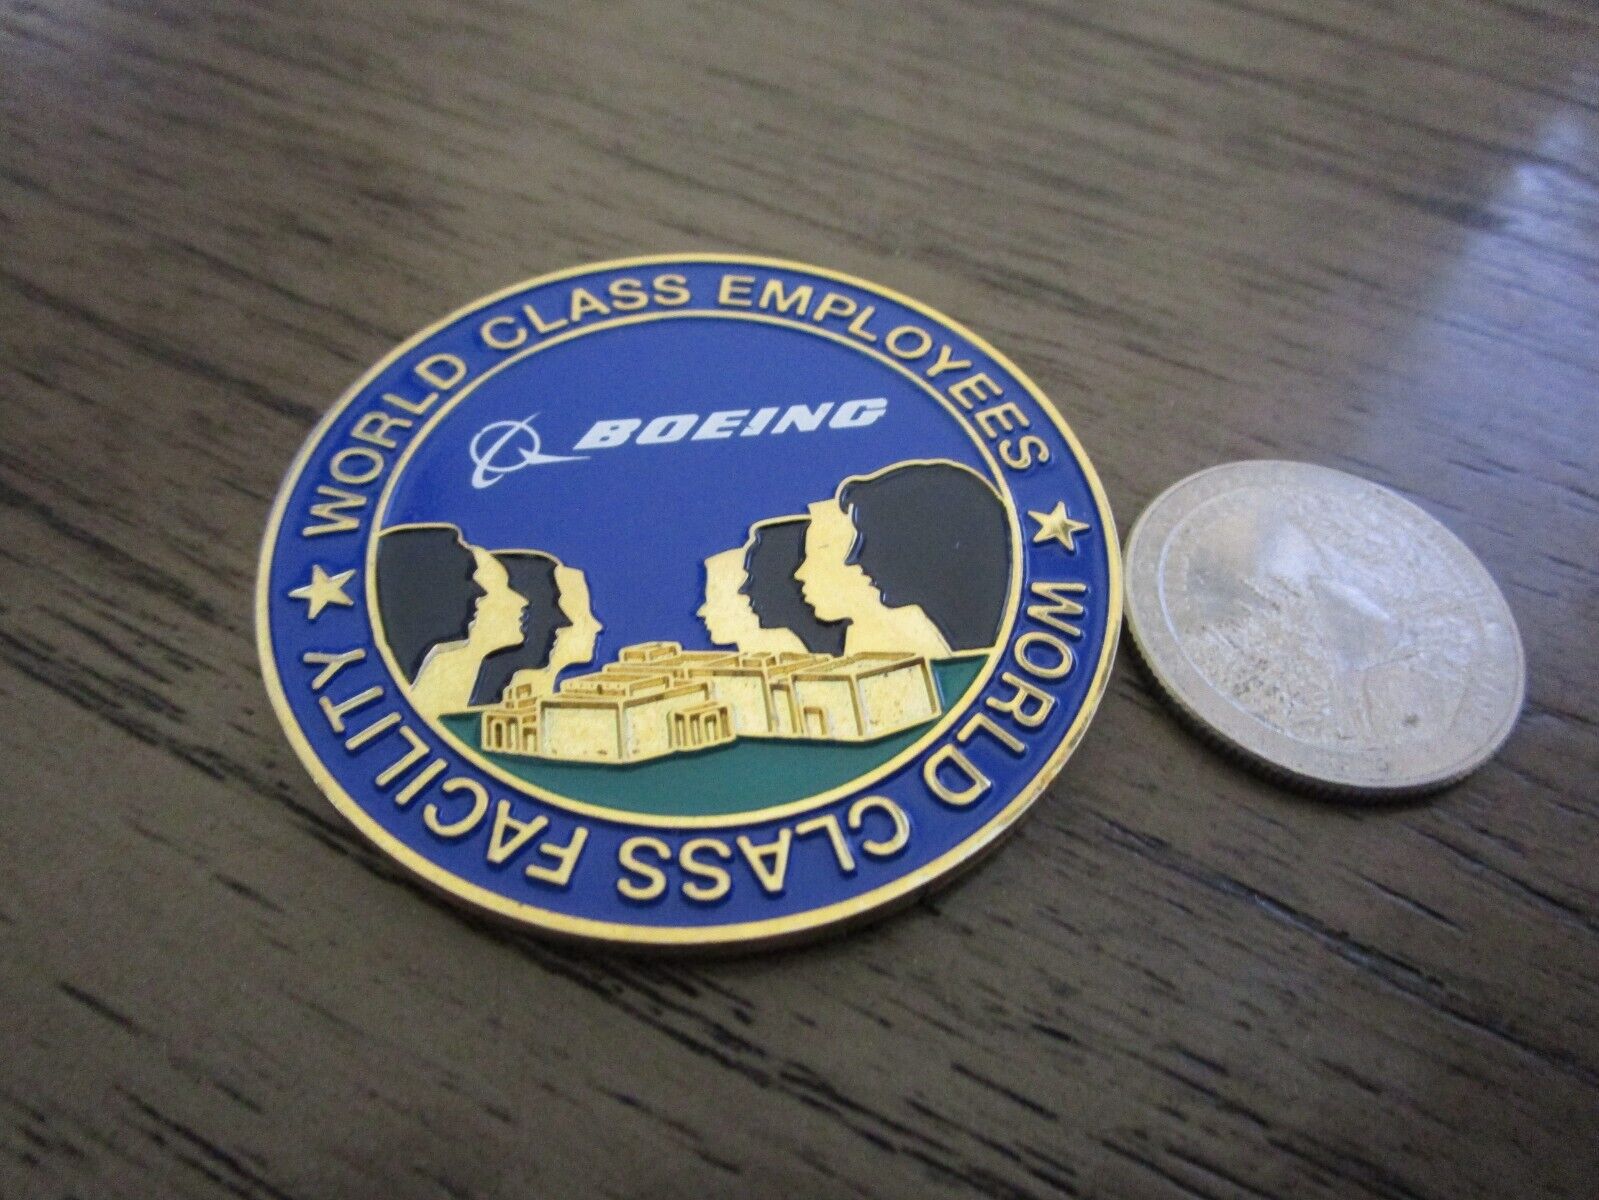 WORLD CLASS EMPLOYEES
BOEING
WORLD CLASS FACILITY